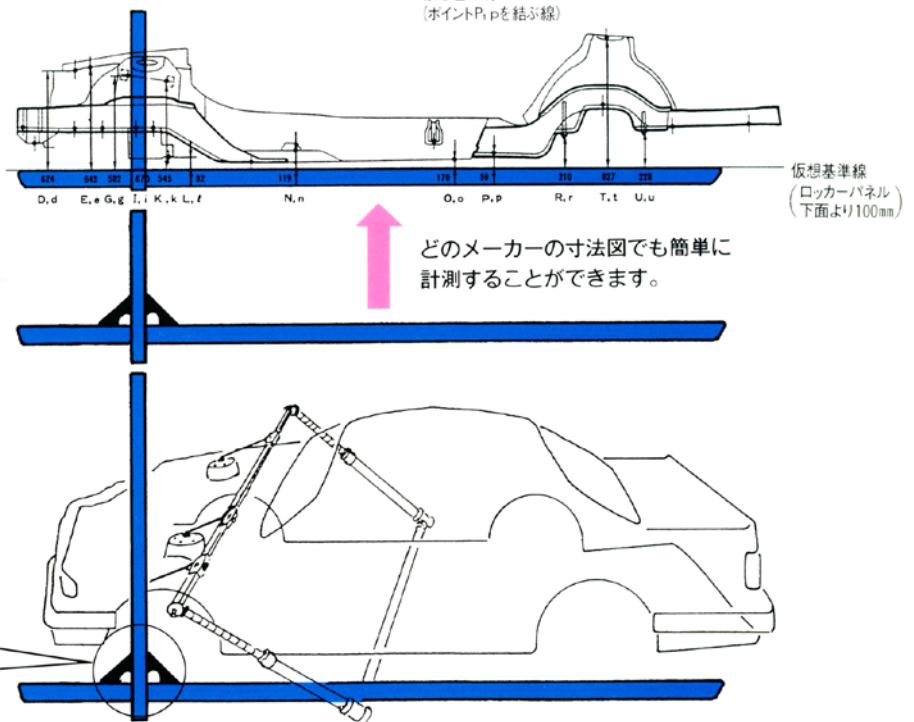 (ポイントP, pを結ぶ線)
624 643 582 675 545 92 119 178 59 210 827 228
D,d E,e G,g I,i K,k L,ℓ N,n O,o P,p R,r T,t U,u
仮想基準線
(ロッカーパネル
下面より100mm)
どのメーカーの寸法図でも簡単に
計測することができます。